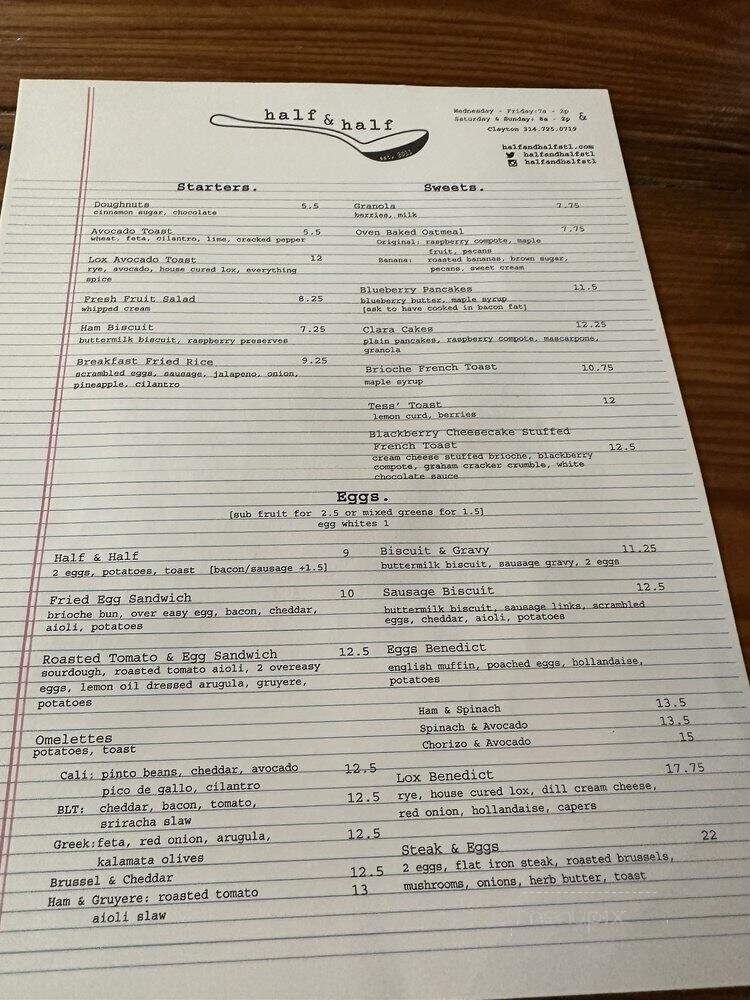 half & half
est. 2011
Wednesday - Friday:7a - 2p
Saturday & Sunday: 8a - 2p &
Clayton 314.725.0719
halfandhalfstl.com
halfandhalfstl
halfandhalfstl
Starters.
Doughnuts 5.5
cinnamon sugar, chocolate
Avocado Toast 5.5
wheat, feta, cilantro, lime, cracked pepper
Lox Avocado Toast 12
rye, avocado, house cured lox, everything
spice
Fresh Fruit Salad 8.25
whipped cream
Ham Biscuit 7.25
buttermilk biscuit, raspberry preserves
Breakfast Fried Rice 9.25
scrambled eggs, sausage, jalapeno, onion,
pineapple, cilantro
Sweets.
Granola 7.75
berries, milk
Oven Baked Oatmeal 7.75
Original: raspberry compote, maple
fruit, pecans
Banana: roasted bananas, brown sugar,
pecans, sweet cream
Blueberry Pancakes 11.5
blueberry butter, maple syrup
[ask to have cooked in bacon fat]
Clara Cakes 12.25
plain pancakes, raspberry compote, mascarpone,
granola
Brioche French Toast 10.75
maple syrup
Tess' Toast 12
lemon curd, berries
Blackberry Cheesecake Stuffed
French Toast 12.5
cream cheese stuffed brioche, blackberry
compote, graham cracker crumble, white
chocolate sauce
Eggs.
[sub fruit for 2.5 or mixed greens for 1.5]
egg whites 1
Half & Half 9
2 eggs, potatoes, toast [bacon/sausage +1.5]
Fried Egg Sandwich 10
brioche bun, over easy egg, bacon, cheddar,
aioli, potatoes
Roasted Tomato & Egg Sandwich 12.5
sourdough, roasted tomato aioli, 2 overeasy
eggs, lemon oil dressed arugula, gruyere,
potatoes
Omelettes
potatoes, toast
Cali: pinto beans, cheddar, avocado 12.5
pico de gallo, cilantro
BLT: cheddar, bacon, tomato, 12.5
sriracha slaw
Greek:feta, red onion, arugula, 12.5
kalamata olives
Brussel & Cheddar 12.5
Ham & Gruyere: roasted tomato 13
aioli slaw
Biscuit & Gravy 11.25
buttermilk biscuit, sausage gravy, 2 eggs
Sausage Biscuit 12.5
buttermilk biscuit, sausage links, scrambled
eggs, cheddar, aioli, potatoes
Eggs Benedict
english muffin, poached eggs, hollandaise,
potatoes
Ham & Spinach 13.5
Spinach & Avocado 13.5
Chorizo & Avocado 15
Lox Benedict 17.75
rye, house cured lox, dill cream cheese,
red onion, hollandaise, capers
Steak & Eggs 22
2 eggs, flat iron steak, roasted brussels,
mushrooms, onions, herb butter, toast